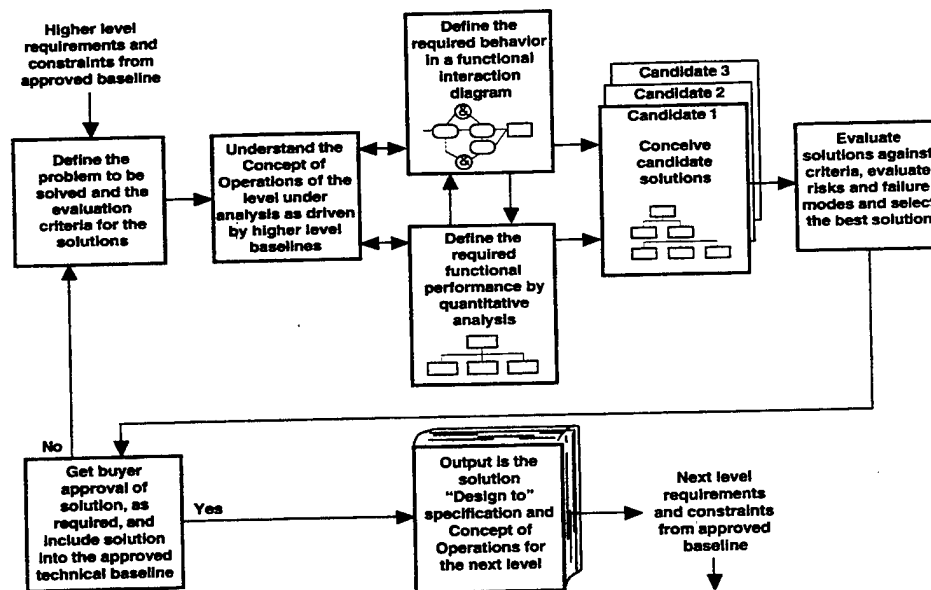 Higher level
requirements and
constraints from
approved baseline
Define the
problem to be
solved and the
evaluation
criteria for the
solutions
Understand the
Concept of
Operations of the
level under
analysis as driven
by higher level
baselines
Define the
required behavior
in a functional
interaction
diagram
&
&
Define the
required
functional
performance by
quantitative
analysis
Candidate 3
Candidate 2
Candidate 1
Conceive
candidate
solutions
Evaluate
solutions against
criteria, evaluate
risks and failure
modes and select
the best solution
No
Get buyer
approval of
solution, as
required, and
include solution
into the approved
technical baseline
Yes
Output is the
solution
“Design to”
specification and
Concept of
Operations for
the next level
Next level
requirements
and constraints
from approved
baseline